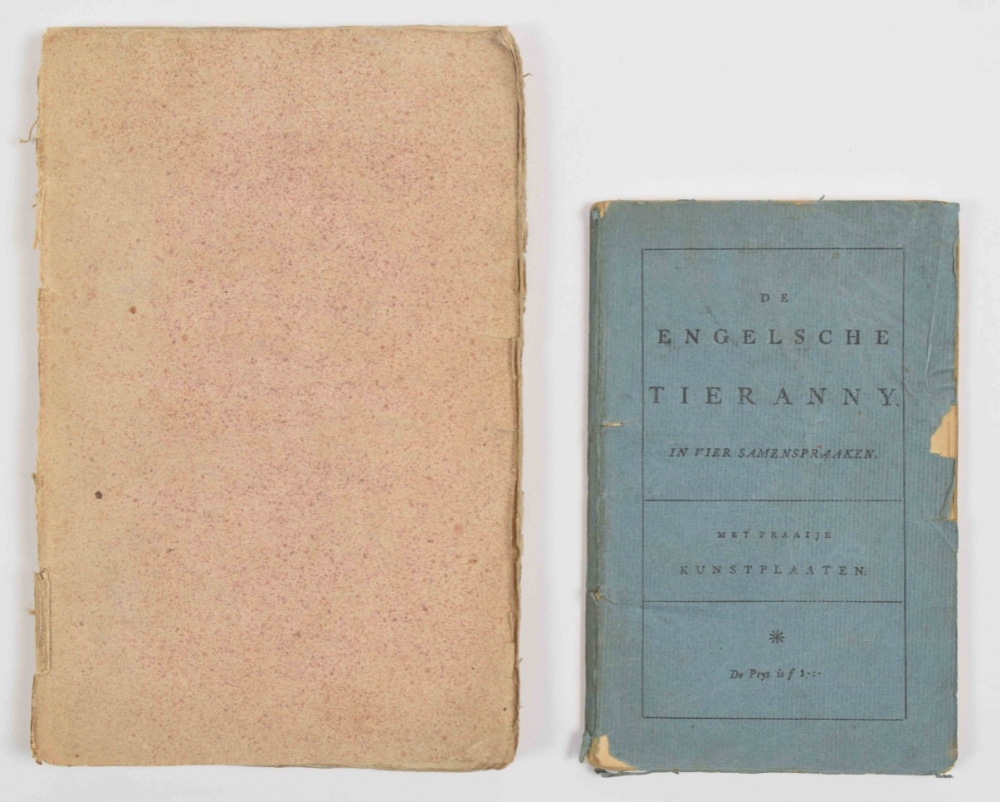 DE
ENGELSCHE
TIERANNY.
IN VIER SAMENSPRAAKEN.
MET FRAAIJE
KUNSTPLAATEN.
De Prys is f 1-:-